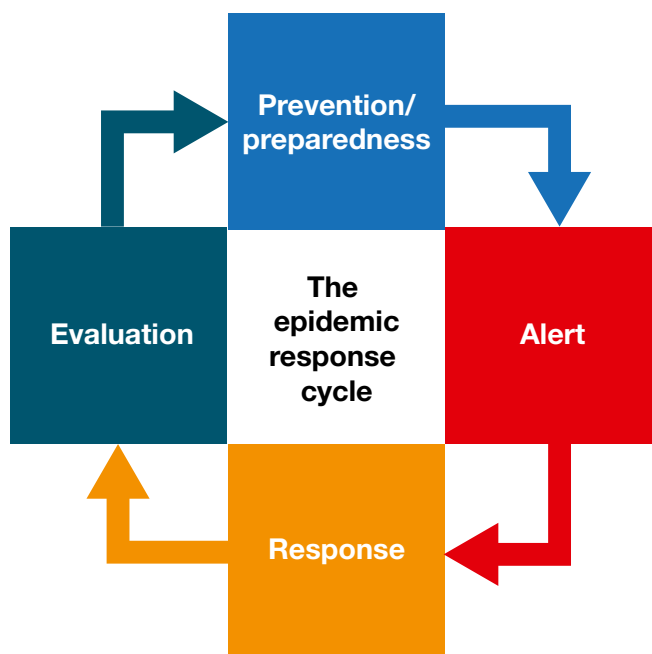 Prevention/
preparedness
Evaluation
The
epidemic
response
cycle
Alert
Response